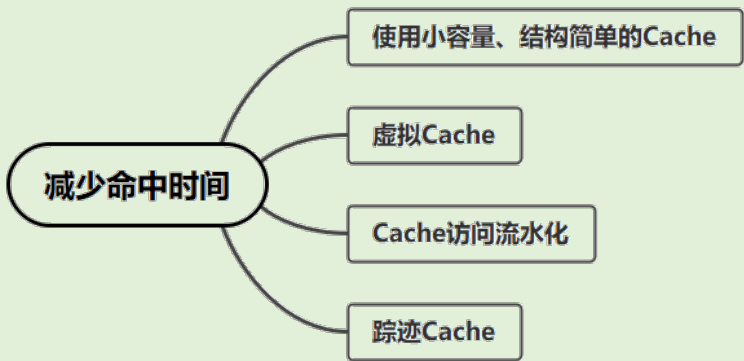 使用小容量、结构简单的Cache
虚拟Cache
减少命中时间
Cache访问流水化
踪迹Cache